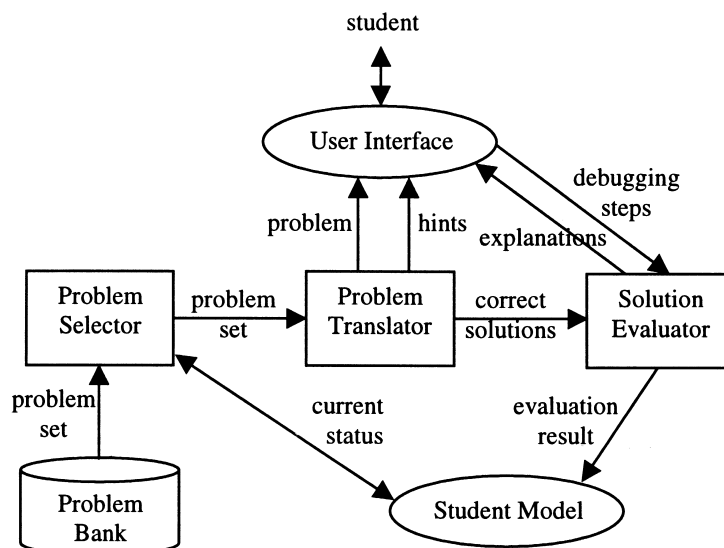 student
User Interface
debugging
steps
problem
hints
explanations
Problem
Selector
problem
set
Problem
Translator
correct
solutions
Solution
Evaluator
problem
set
current
status
evaluation
result
Problem
Bank
Student Model